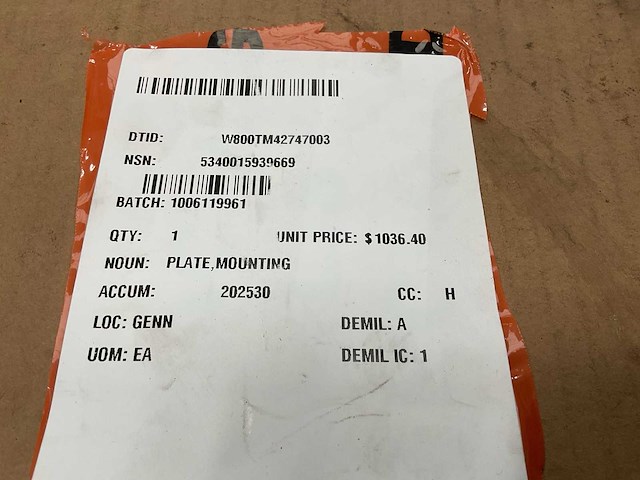 DTID: W800TM42747003
NSN: 5340015939669
BATCH: 1006119961
QTY: 1 UNIT PRICE: $1036.40
NOUN: PLATE,MOUNTING
ACCUM: 202530 CC: H
LOC: GENN DEMIL: A
UOM: EA DEMIL IC: 1